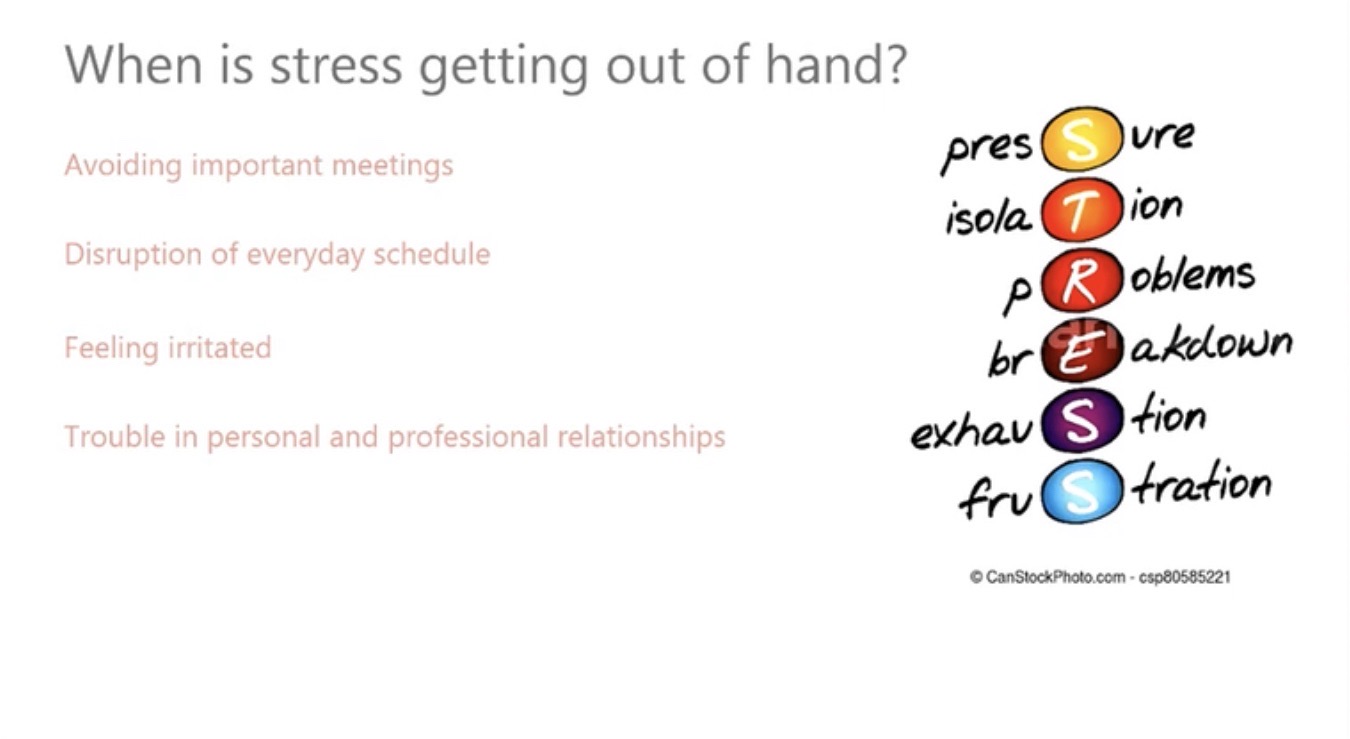 When is stress getting out of hand?
Avoiding important meetings
Disruption of everyday schedule
Feeling irritated
Trouble in personal and professional relationships
presSure
isolaTion
pRoblems
brEakdown
exhauStion
fruStration
© CanStockPhoto.com - csp80585221